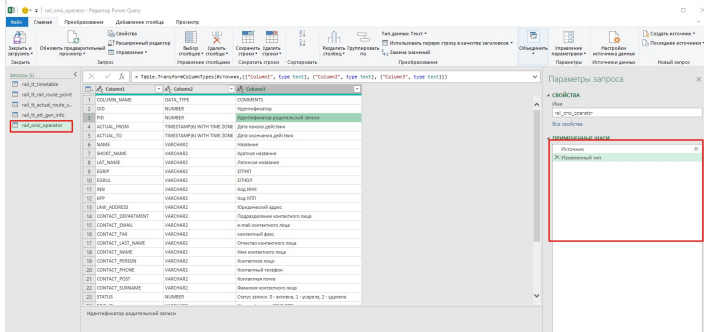 rail_onsi_operator - Редактор Power Query
Файл Главная Преобразование Добавление столбца Просмотр
Закрыть и загрузить
Обновить предварительный просмотр
Свойства
Расширенный редактор
Управление
Выбор столбцов
Удалить столбцы
Сохранить строки
Удалить строки
Разделить столбец
Группировать по
Тип данных: Текст
Использовать первую строку в качестве заголовков
Замена значений
Объединить
Управление параметрами
Настройки источника данных
Создать источник
Последние источники
Закрыть Запрос Управление столбцами Сократить строки Сортировать Преобразование Параметры Источники данных Новый запрос
Запросы [5]
rail_tt_timetable
rail_tt_rail_route_point
rail_tt_actual_route_s...
rail_tt_att_gen_info
rail_onsi_operator
= Table.TransformColumnTypes(Источник,{{"Column1", type text}, {"Column2", type text}, {"Column3", type text}})
Column1 Column2 Column3
1 COLUMN_NAME DATA_TYPE COMMENTS
2 OID NUMBER Идентификатор
3 PID NUMBER Идентификатор родительской записи
4 ACTUAL_FROM TIMESTAMP(6) WITH TIME ZONE Дата начала действия
5 ACTUAL_TO TIMESTAMP(6) WITH TIME ZONE Дата окончания действия
6 NAME VARCHAR2 Название
7 SHORT_NAME VARCHAR2 Краткое название
8 LAT_NAME VARCHAR2 Латинское название
9 EGRIP VARCHAR2 ЕГРИП
10 EGRUL VARCHAR2 ЕГРЮЛ
11 INN VARCHAR2 Код ИНН
12 KPP VARCHAR2 Код КПП
13 LAW_ADDRESS VARCHAR2 Юридический адрес
14 CONTACT_DEPARTMENT VARCHAR2 Подразделение контактного лица
15 CONTACT_EMAIL VARCHAR2 e-mail контактного лица
16 CONTACT_FAX VARCHAR2 контактный факс
17 CONTACT_LAST_NAME VARCHAR2 Отчество контактного лица
18 CONTACT_NAME VARCHAR2 Имя контактного лица
19 CONTACT_PERSON VARCHAR2 Контактное лицо
20 CONTACT_PHONE VARCHAR2 Контактный телефон
21 CONTACT_POST VARCHAR2 Контактная почта
22 CONTACT_SURNAME VARCHAR2 Фамилия контактного лица
23 STATUS NUMBER Статус записи. 0 - активна, 1 - устарела, 2 - удалена
Идентификатор родительской записи
Параметры запроса
СВОЙСТВА
Имя
rail_onsi_operator
Все свойства
ПРИМЕНЕННЫЕ ШАГИ
Источник
Измененный тип